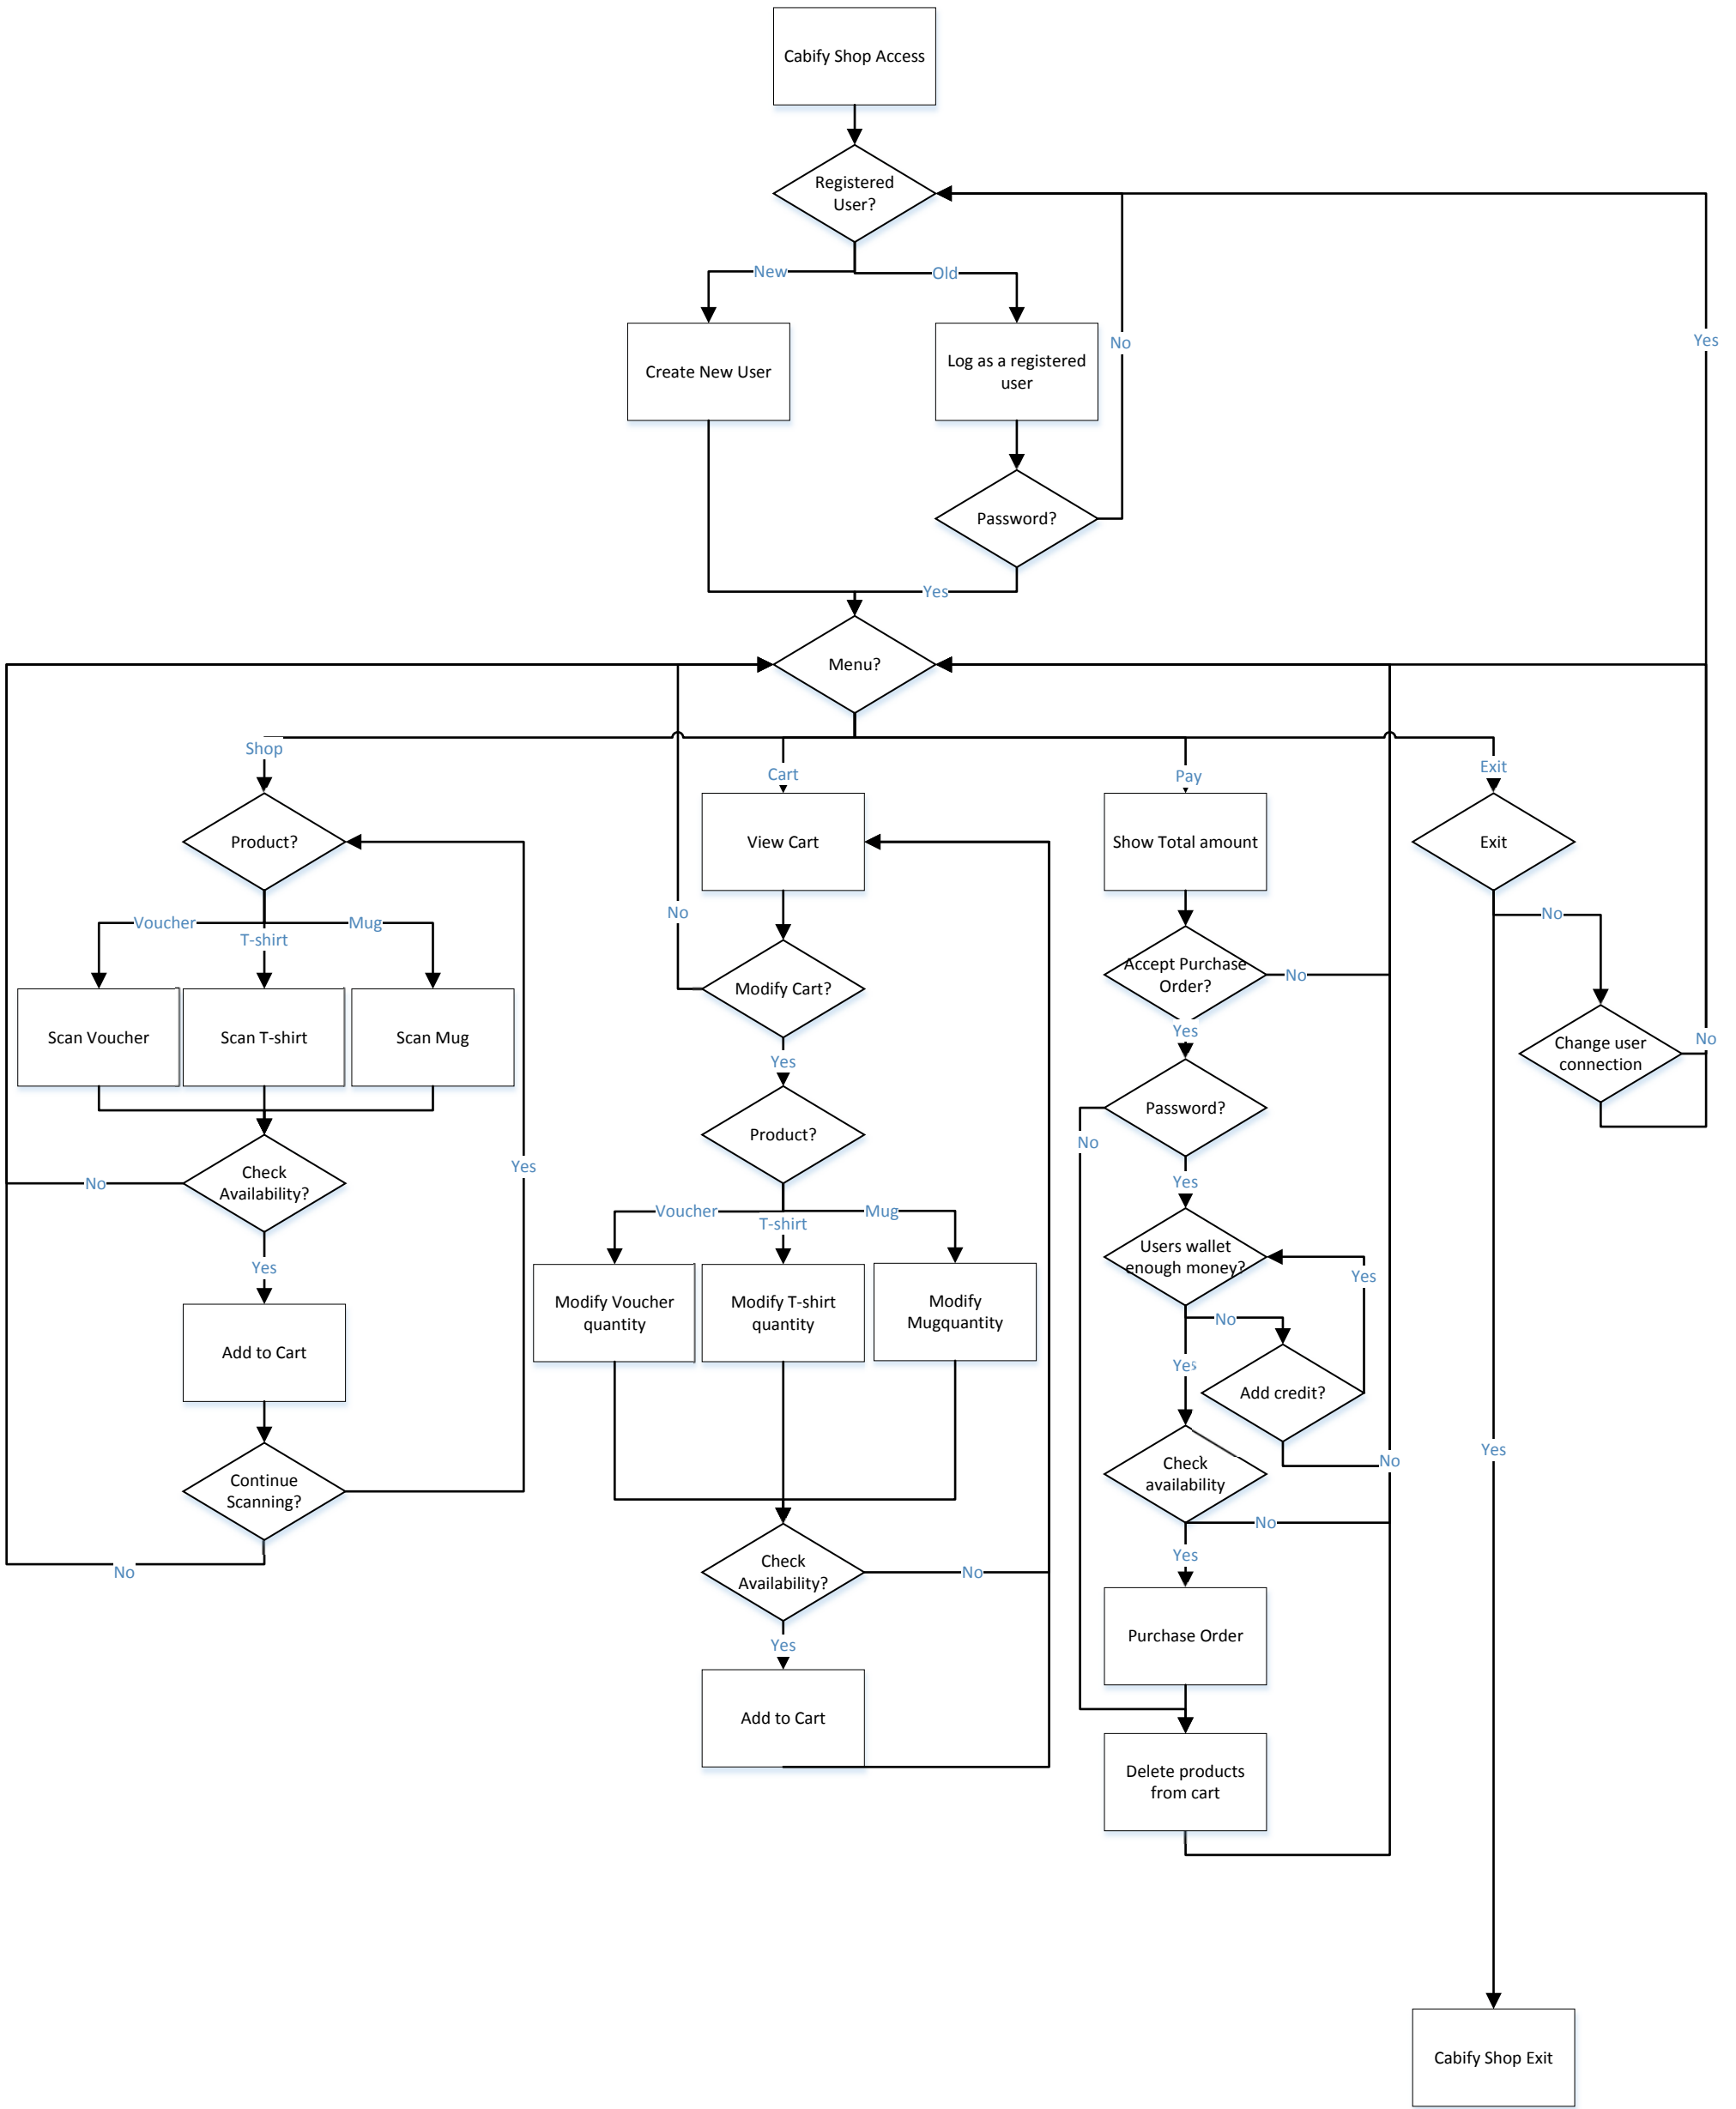 Cabify Shop Access
Registered
User?
New
Old
Create New User
Log as a registered
user
No
Yes
Password?
Yes
Menu?
Shop
Cart
Pay
Exit
Product?
View Cart
Show Total amount
Exit
Voucher
T-shirt
Mug
No
No
Accept Purchase
Order?
No
Modify Cart?
Scan Voucher
Scan T-shirt
Scan Mug
Yes
Yes
Change user
connection
No
Product?
Password?
No
Check
Availability?
No
Yes
Yes
Voucher
T-shirt
Mug
Users wallet
enough money?
Yes
Yes
Modify Voucher
quantity
Modify T-shirt
quantity
Modify
Mugquantity
No
Add to Cart
Yes
Add credit?
Yes
No
Continue
Scanning?
Check
availability
No
No
Check
Availability?
No
Yes
Yes
Purchase Order
Add to Cart
Delete products
from cart
Cabify Shop Exit